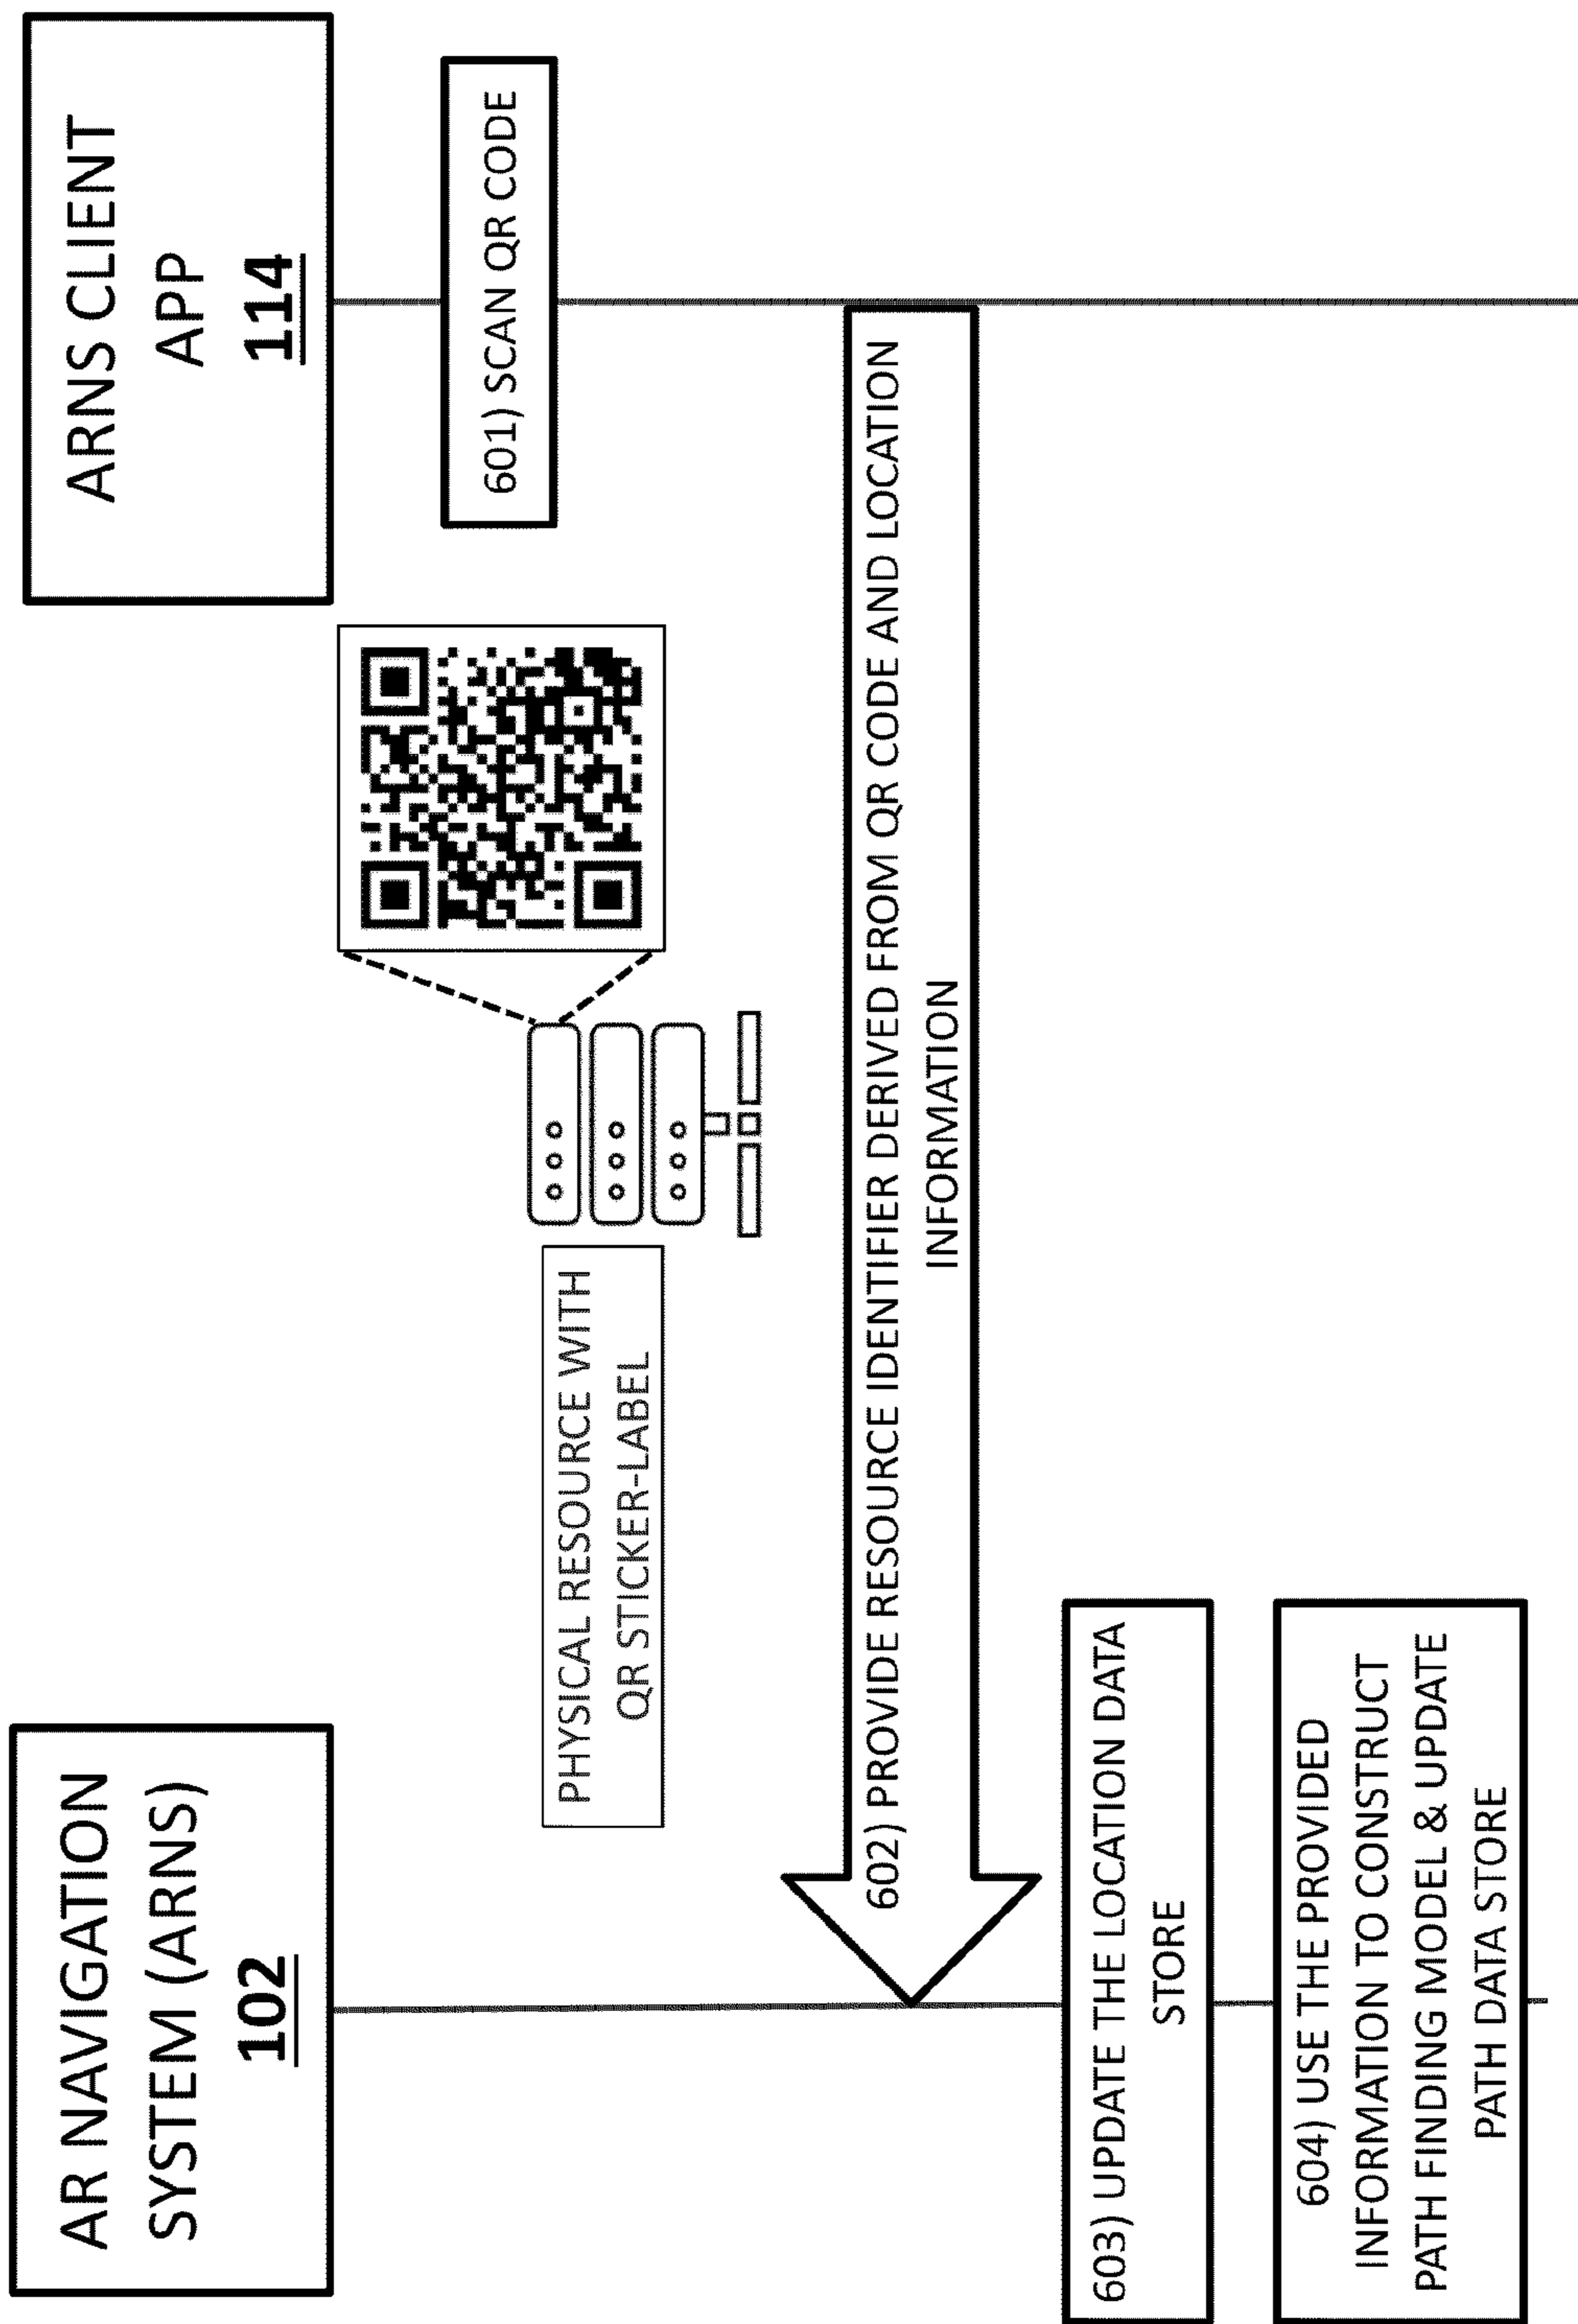 AR NAVIGATION
SYSTEM (ARNS)
102
ARNS CLIENT
APP
114
601) SCAN QR CODE
PHYSICAL RESOURCE WITH
QR STICKER-LABEL
602) PROVIDE RESOURCE IDENTIFIER DERIVED FROM QR CODE AND LOCATION
INFORMATION
603) UPDATE THE LOCATION DATA
STORE
604) USE THE PROVIDED
INFORMATION TO CONSTRUCT
PATH FINDING MODEL & UPDATE
PATH DATA STORE